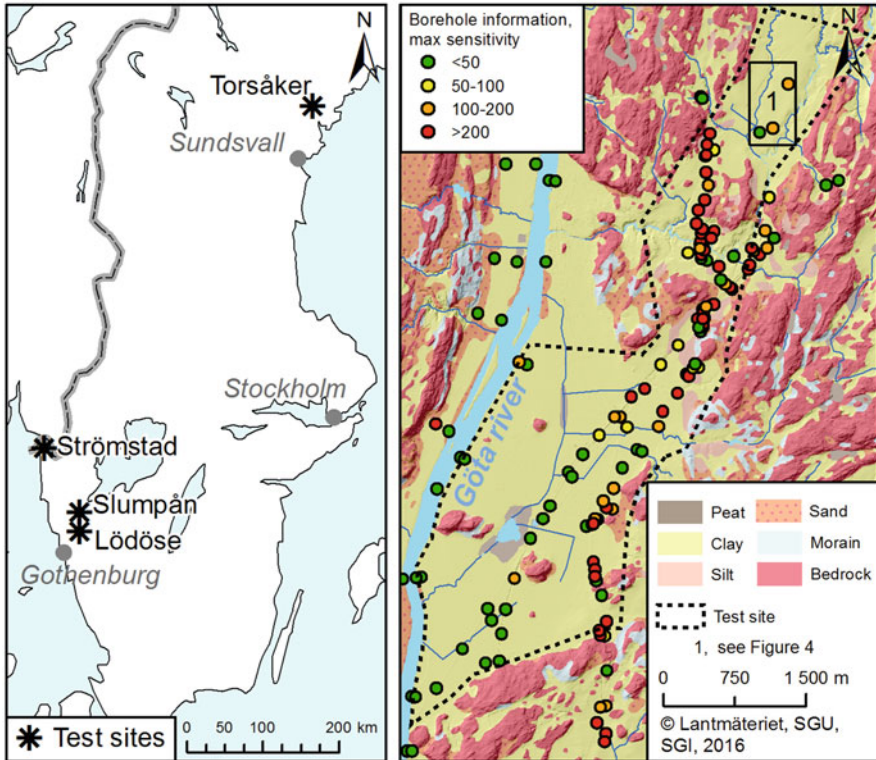 N
Torsåker
Sundsvall
Stockholm
Strömstad
Slumpån
Lödöse
Gothenburg
Test sites
0 50 100 200 km
Borehole information,
max sensitivity
<50
50-100
100-200
>200
N
1
Göta river
Peat Sand
Clay Morain
Silt Bedrock
Test site
1, see Figure 4
0 750 1 500 m
© Lantmäteriet, SGU,
SGI, 2016